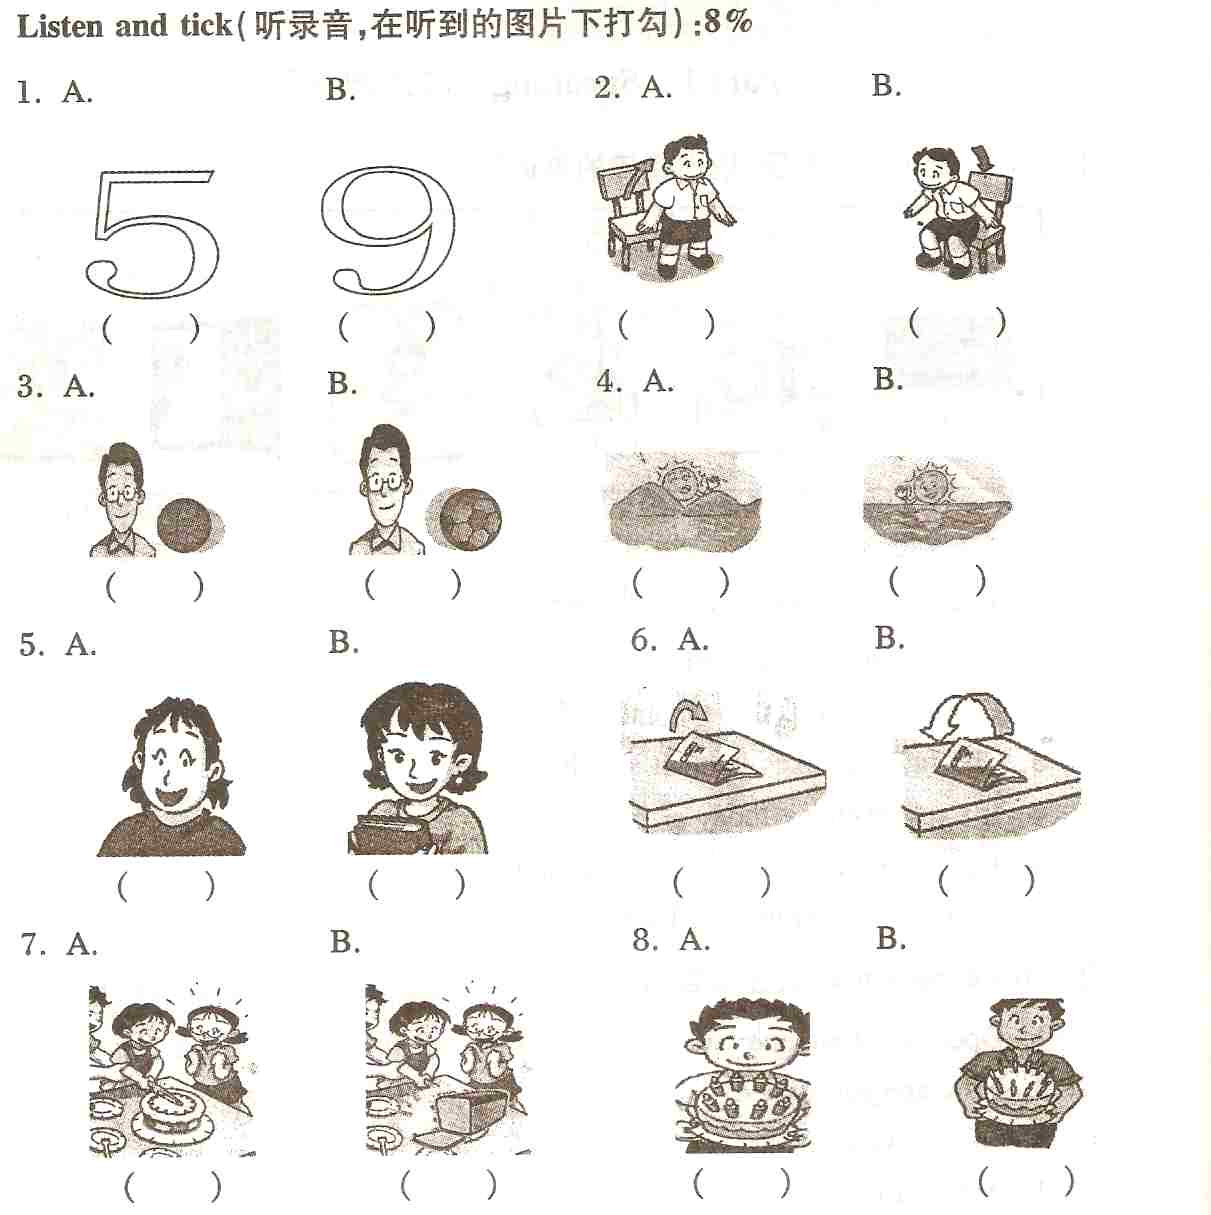 Listen and tick(听录音,在听到的图片下打勾):8%
1. A. B. 2. A. B.
5 9
( ) ( ) ( ) ( )
3. A. B. 4. A. B.
( ) ( ) ( ) ( )
5. A. B. 6. A. B.
( ) ( ) ( ) ( )
7. A. B. 8. A. B.
( ) ( ) ( ) ( )